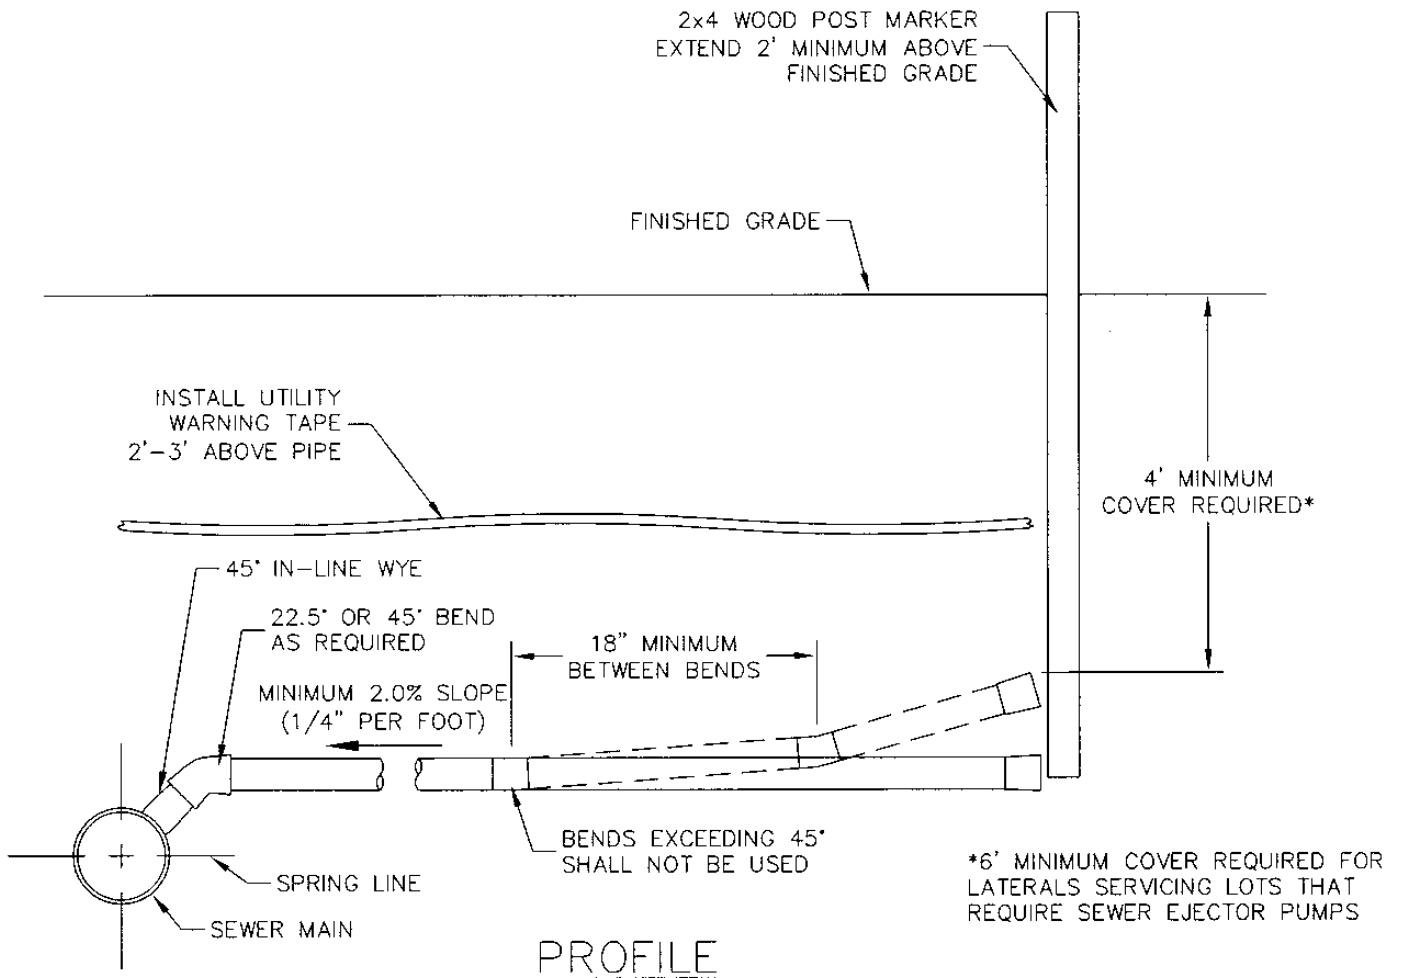 2x4 WOOD POST MARKER
EXTEND 2' MINIMUM ABOVE
FINISHED GRADE
FINISHED GRADE
INSTALL UTILITY
WARNING TAPE
2'-3' ABOVE PIPE
4' MINIMUM
COVER REQUIRED*
45° IN-LINE WYE
22.5° OR 45° BEND
AS REQUIRED
18" MINIMUM
BETWEEN BENDS
MINIMUM 2.0% SLOPE
(1/4" PER FOOT)
BENDS EXCEEDING 45°
SHALL NOT BE USED
SPRING LINE
SEWER MAIN
*6' MINIMUM COVER REQUIRED FOR
LATERALS SERVICING LOTS THAT
REQUIRE SEWER EJECTOR PUMPS
PROFILE